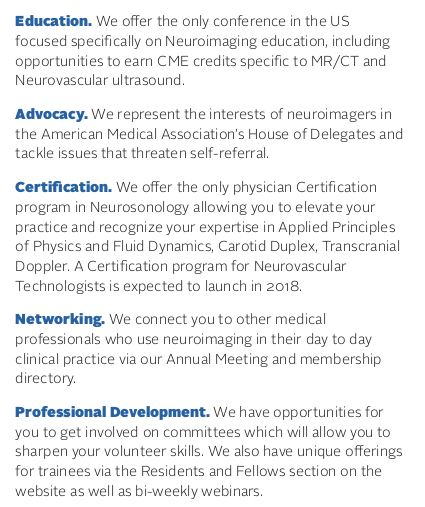 Education. We offer the only conference in the US
focused specifically on Neuroimaging education, including
opportunities to earn CME credits specific to MR/CT and
Neurovascular ultrasound.
Advocacy. We represent the interests of neuroimagers in
the American Medical Association's House of Delegates and
tackle issues that threaten self-referral.
Certification. We offer the only physician Certification
program in Neurosonology allowing you to elevate your
practice and recognize your expertise in Applied Principles
of Physics and Fluid Dynamics, Carotid Duplex, Transcranial
Doppler. A Certification program for Neurovascular
Technologists is expected to launch in 2018.
Networking. We connect you to other medical
professionals who use neuroimaging in their day to day
clinical practice via our Annual Meeting and membership
directory.
Professional Development. We have opportunities for
you to get involved on committees which will allow you to
sharpen your volunteer skills. We also have unique offerings
for trainees via the Residents and Fellows section on the
website as well as bi-weekly webinars.